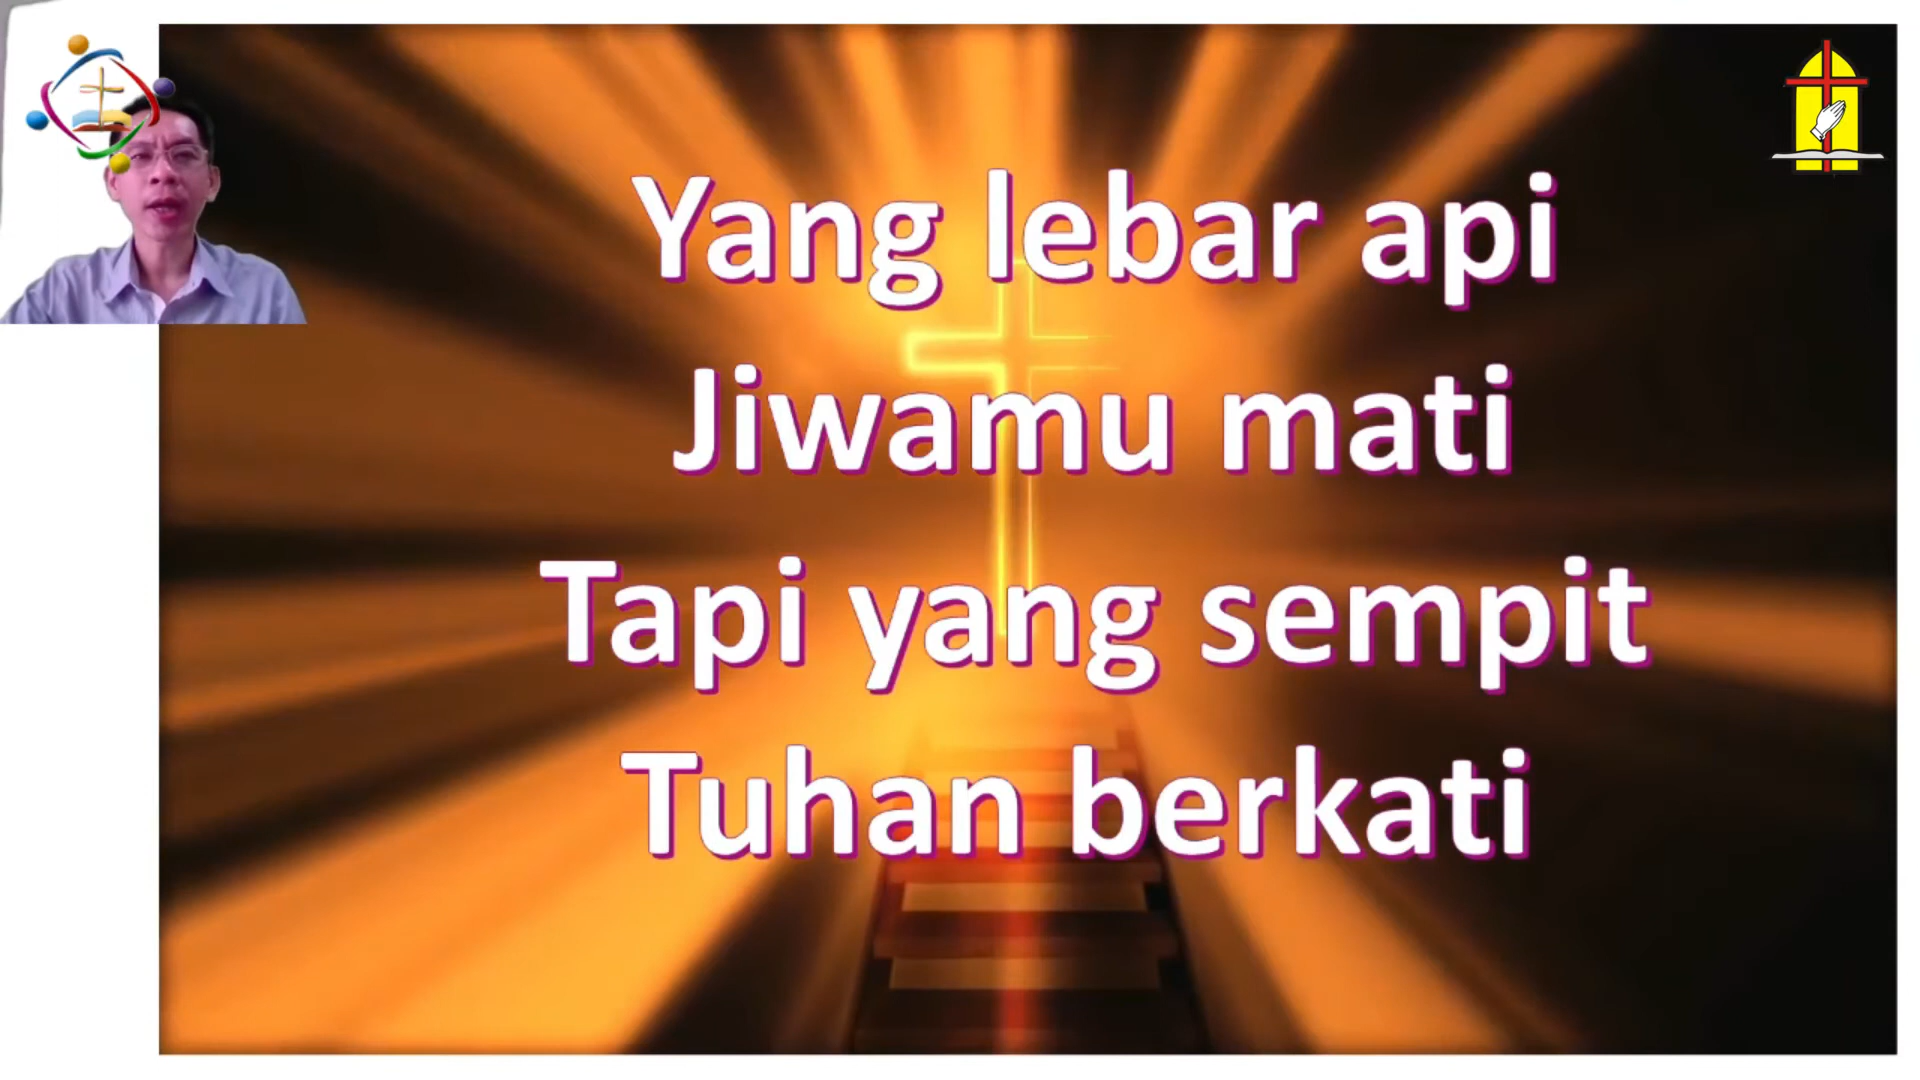 Yang lebar api
Jiwamu mati
Tapi yang sempit
Tuhan berkati